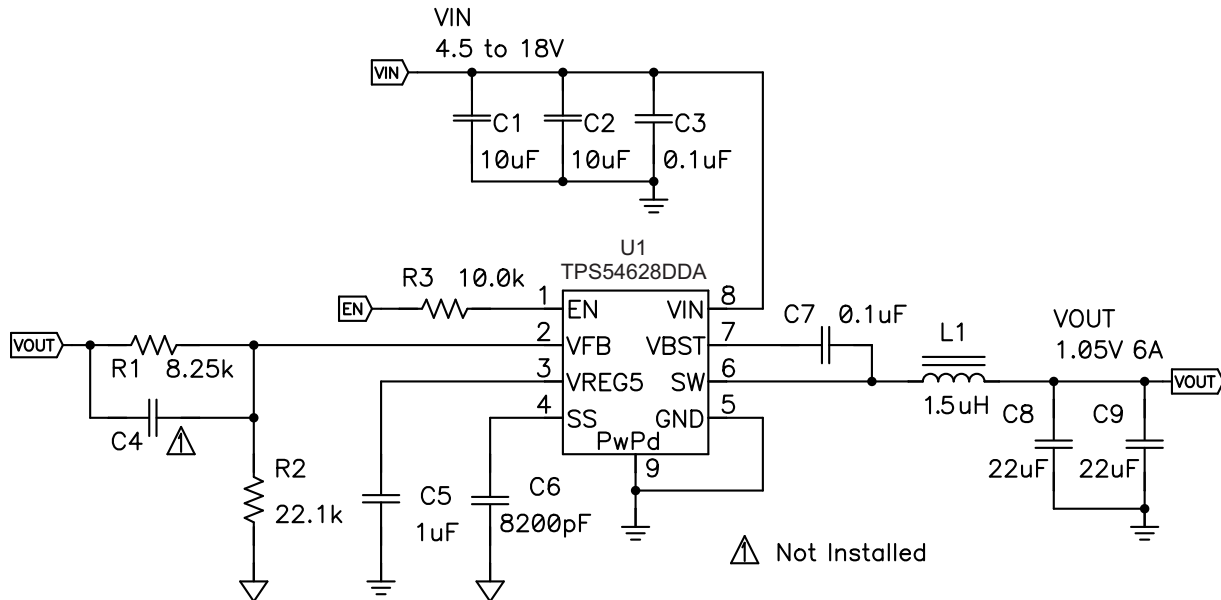 VIN
4.5 to 18V
VIN
C1
C2
C3
10uF
10uF
0.1uF
U1
TPS54628DDA
R3 10.0k
EN
1
EN
VIN
8
C7
0.1uF
VOUT
R1
8.25k
2
VFB
VBST
7
L1
VOUT
1.05V 6A
3
VREG5
SW
6
1.5uH
VOUT
C4
1
4
SS
GND
5
C8
C9
PwPd
9
22uF
22uF
R2
22.1k
C5
1uF
C6
8200pF
1 Not Installed